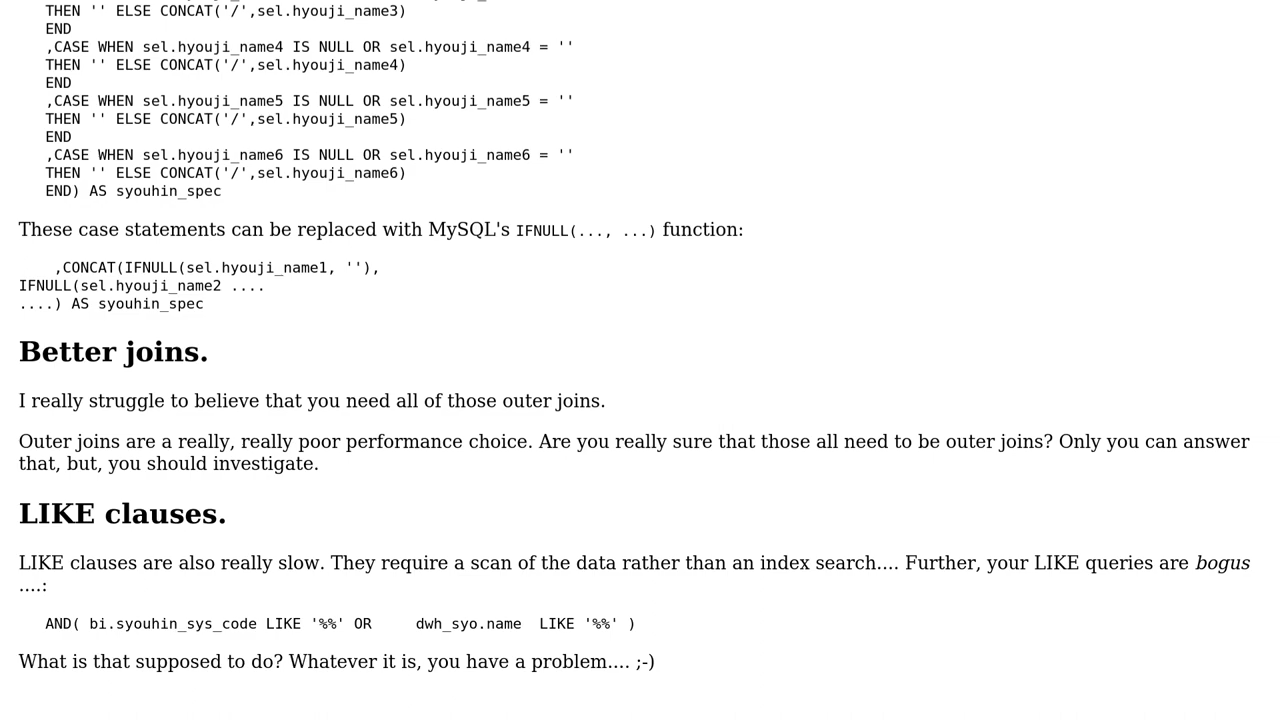 THEN '' ELSE CONCAT('/',sel.hyouji_name3)
END
,CASE WHEN sel.hyouji_name4 IS NULL OR sel.hyouji_name4 = ''
THEN '' ELSE CONCAT('/',sel.hyouji_name4)
END
,CASE WHEN sel.hyouji_name5 IS NULL OR sel.hyouji_name5 = ''
THEN '' ELSE CONCAT('/',sel.hyouji_name5)
END
,CASE WHEN sel.hyouji_name6 IS NULL OR sel.hyouji_name6 = ''
THEN '' ELSE CONCAT('/',sel.hyouji_name6)
END) AS syouhin_spec
These case statements can be replaced with MySQL's IFNULL(..., ...) function:
,CONCAT(IFNULL(sel.hyouji_name1, ''),
IFNULL(sel.hyouji_name2 ....
....) AS syouhin_spec
Better joins.
I really struggle to believe that you need all of those outer joins.
Outer joins are a really, really poor performance choice. Are you really sure that those all need to be outer joins? Only you can answer
that, but, you should investigate.
LIKE clauses.
LIKE clauses are also really slow. They require a scan of the data rather than an index search.... Further, your LIKE queries are bogus
....:
AND( bi.syouhin_sys_code LIKE '%%' OR     dwh_syo.name  LIKE '%%' )
What is that supposed to do? Whatever it is, you have a problem.... ;-)